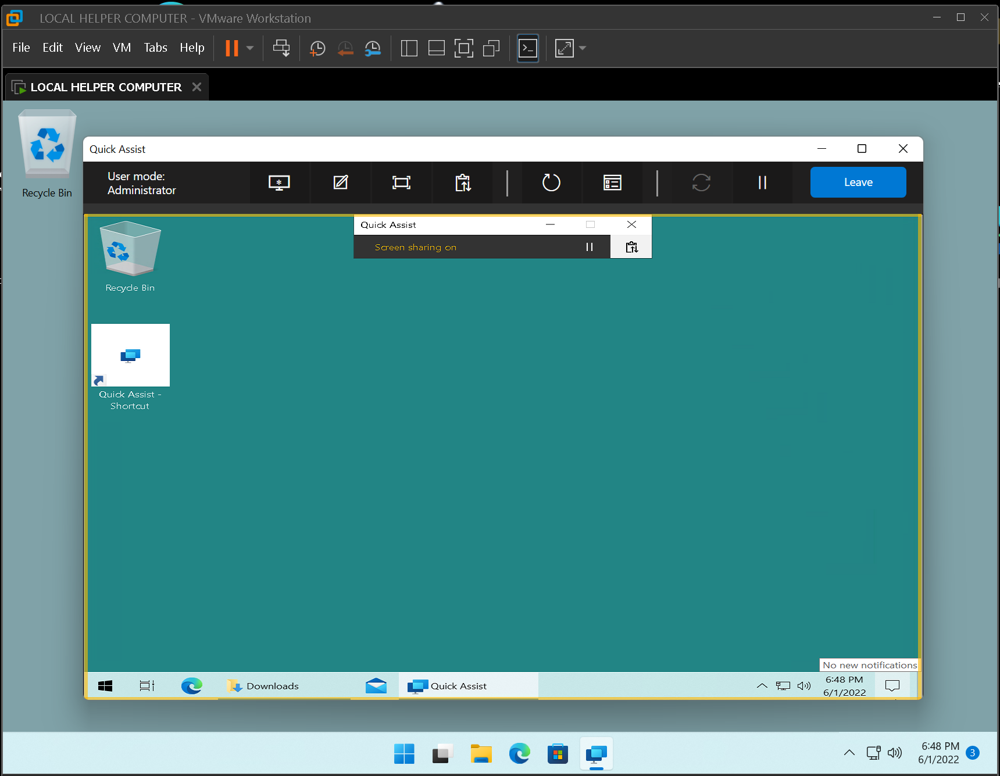 LOCAL HELPER COMPUTER - VMware Workstation
File Edit View VM Tabs Help
LOCAL HELPER COMPUTER
Recycle Bin
Quick Assist
User mode:
Administrator
Leave
Quick Assist
Screen sharing on
Recycle Bin
Quick Assist -
Shortcut
No new notifications
Downloads
Quick Assist
6:48 PM
6/1/2022
6:48 PM
6/1/2022
3